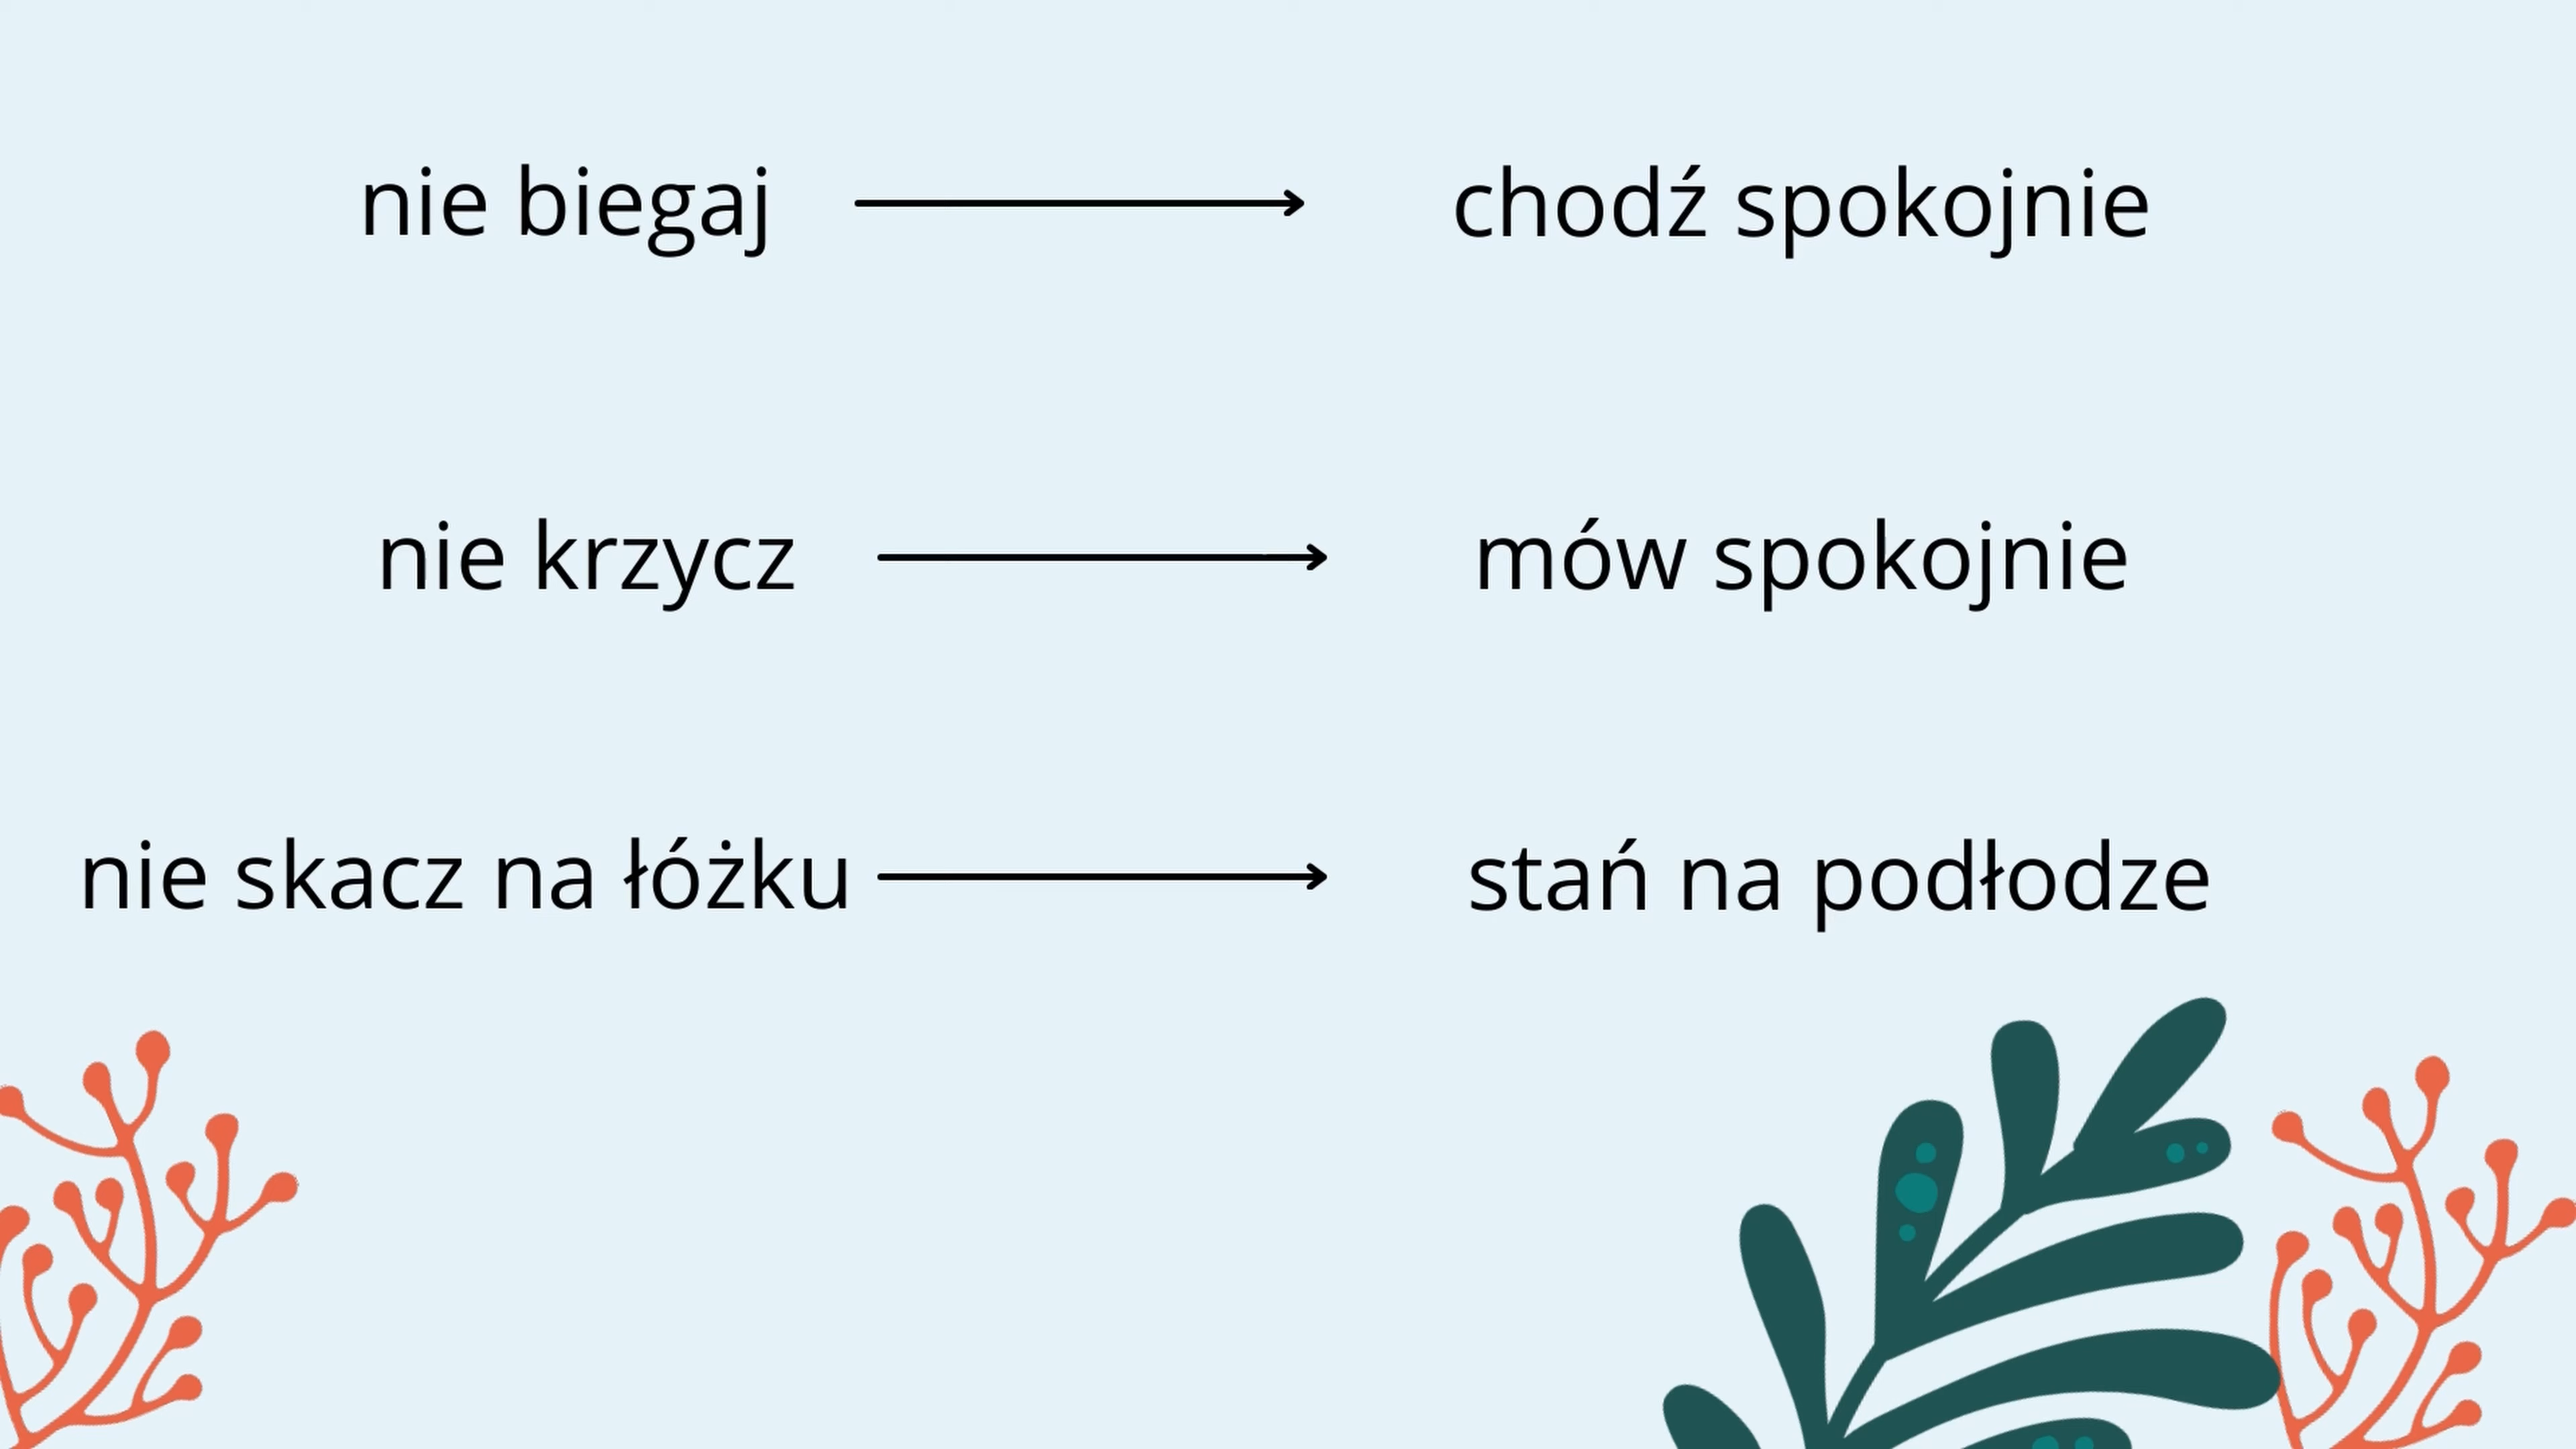 nie biegaj → chodź spokojnie
nie krzycz → mów spokojnie
nie skacz na łóżku → stań na podłodze